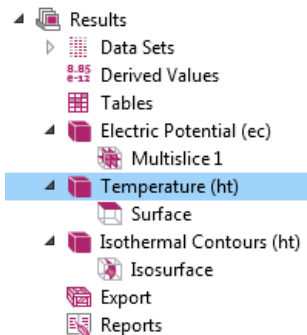 Results
Data Sets
8.85
e-12 Derived Values
Tables
Electric Potential (ec)
Multislice 1
Temperature (ht)
Surface
Isothermal Contours (ht)
Isosurface
Export
Reports